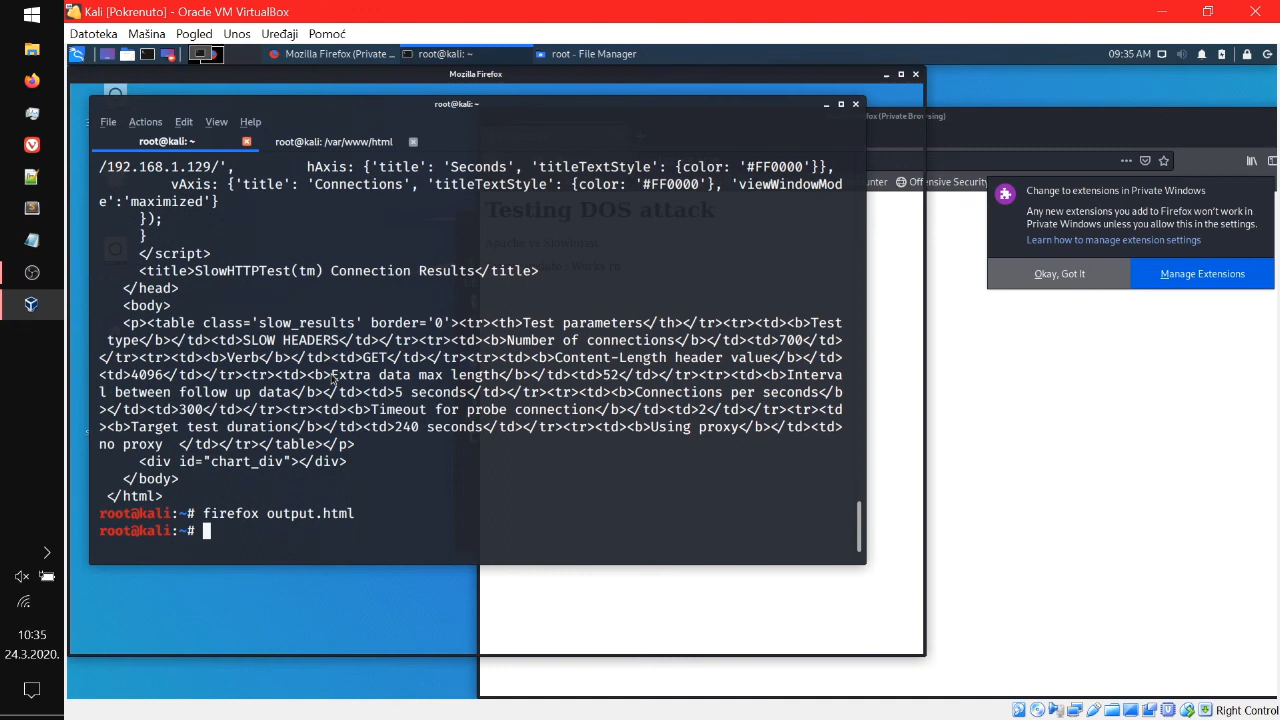 Kali [Pokrenuto] - Oracle VM VirtualBox
Datoteka Mašina Pogled Unos Uređaji Pomoć
Mozilla Firefox (Private ... root@kali: ~ root - File Manager 09:35 AM
Mozilla Firefox
root@kali: ~
(Private Browsing)
File Actions Edit View Help
root@kali: ~ root@kali: /var/www/html
/192.168.1.129/', hAxis: {'title': 'Seconds', 'titleTextStyle': {color: '#FF0000'}},
vAxis: {'title': 'Connections', 'titleTextStyle': {color: '#FF0000'}, 'viewWindowMod
e':'maximized'}
});
}
</script>
<title>SlowHTTPTest(tm) Connection Results</title>
</head>
<body>
<p><table class='slow_results' border='0'><tr><th>Test parameters</th></tr><tr><td><b>Test
type</b></td><td>SLOW HEADERS</td></tr><tr><td><b>Number of connections</b></td><td>700</td>
</tr><tr><td><b>Verb</b></td><td>GET</td></tr><tr><td><b>Content-Length header value</b></td>
<td>4096</td></tr><tr><td><b>Extra data max length</b></td><td>52</td></tr><tr><td><b>Interva
l between follow up data</b></td><td>5 seconds</td></tr><tr><td><b>Connections per seconds</b
></td><td>300</td></tr><tr><td><b>Timeout for probe connection</b></td><td>2</td></tr><tr><td
><b>Target test duration</b></td><td>240 seconds</td></tr><tr><td><b>Using proxy</b></td><td>
no proxy </td></tr></table></p>
<div id="chart_div"></div>
</body>
</html>
root@kali:~# firefox output.html
root@kali:~#
Testing DOS attack
Apache vs Slowloris
Works
Offensive Security
Change to extensions in Private Windows
Any new extensions you add to Firefox won't work in
Private Windows unless you allow this in the settings.
Learn how to manage extension settings
Okay, Got It Manage Extensions
10:35
24.3.2020.
Right Control